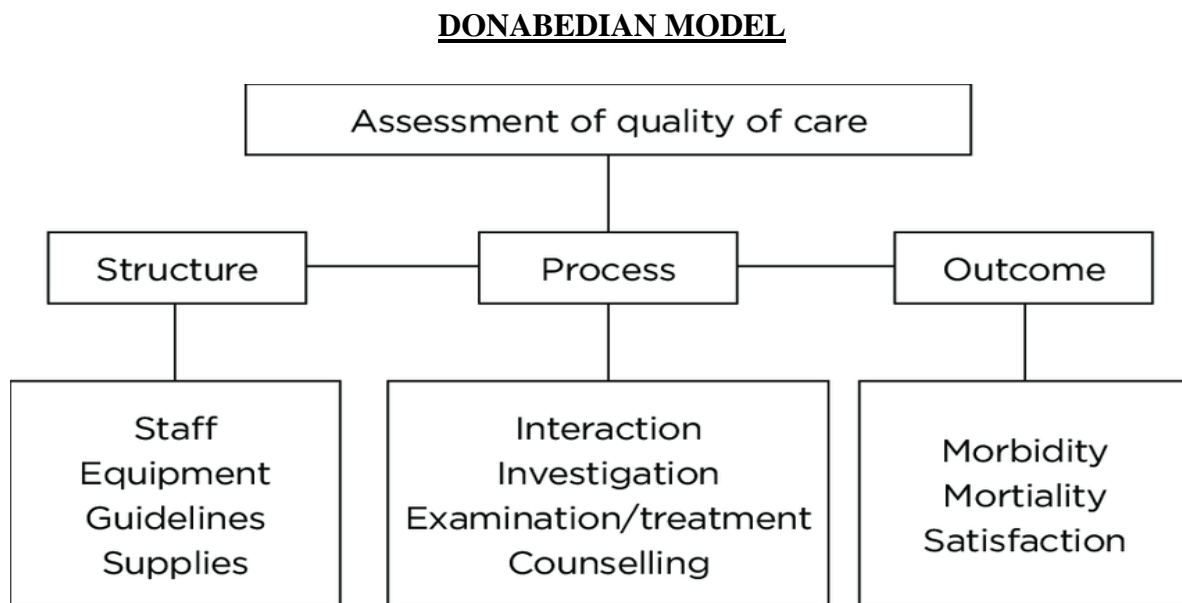 DONABEDIAN MODEL
Assessment of quality of care
Structure
Process
Outcome
Staff
Equipment
Guidelines
Supplies
Interaction
Investigation
Examination/treatment
Counselling
Morbidity
Mortiality
Satisfaction